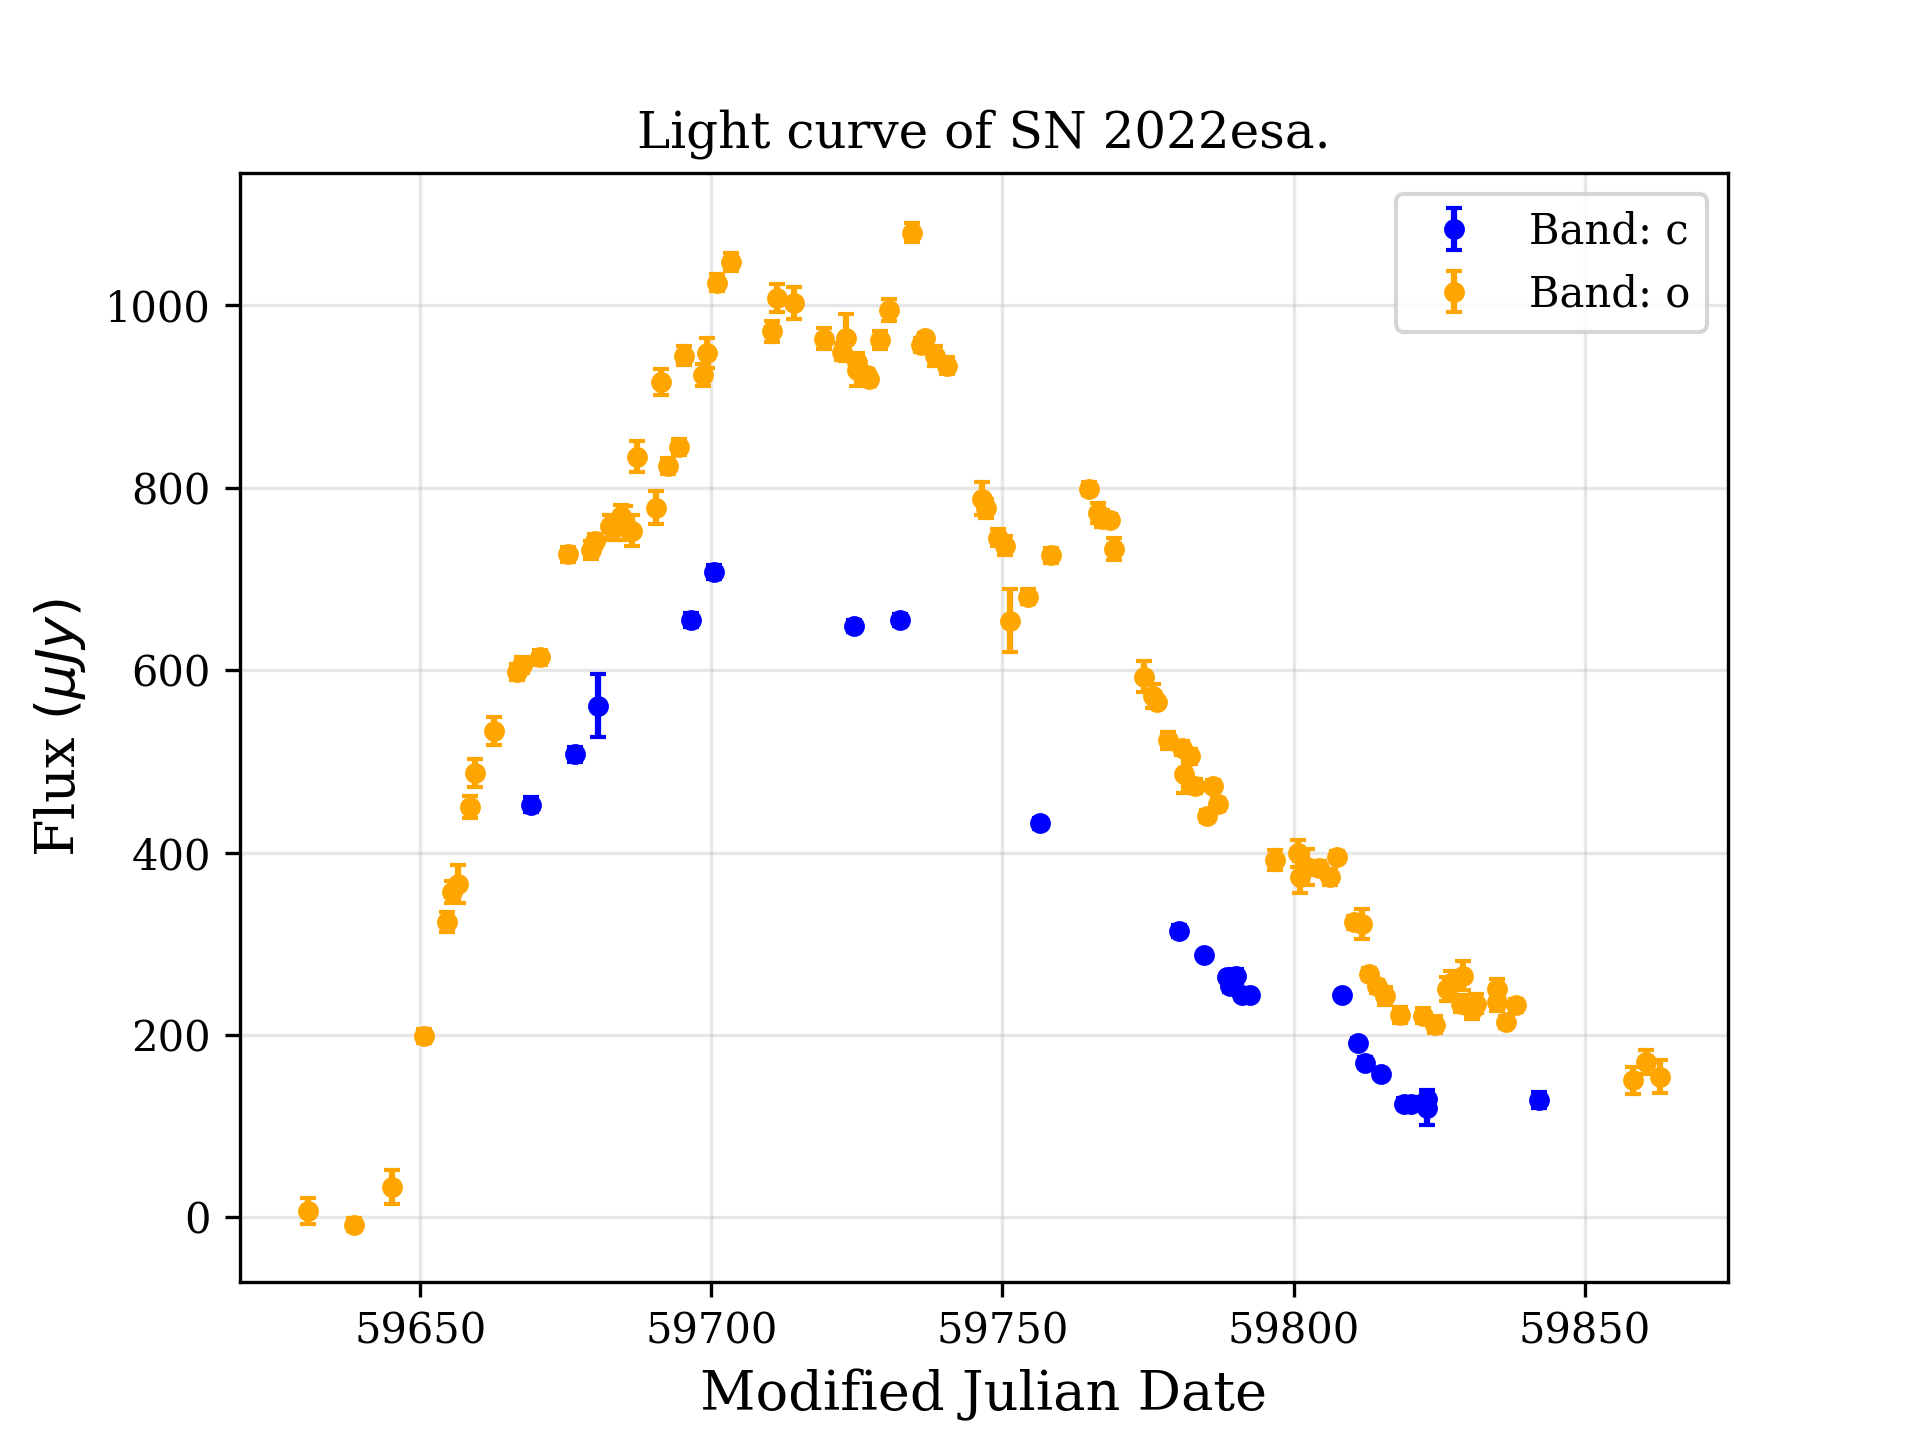 Light curve of SN 2022esa.
Band: c
Band: o
1000
800
600
400
200
0
Flux (μJy)
59650 59700 59750 59800 59850
Modified Julian Date